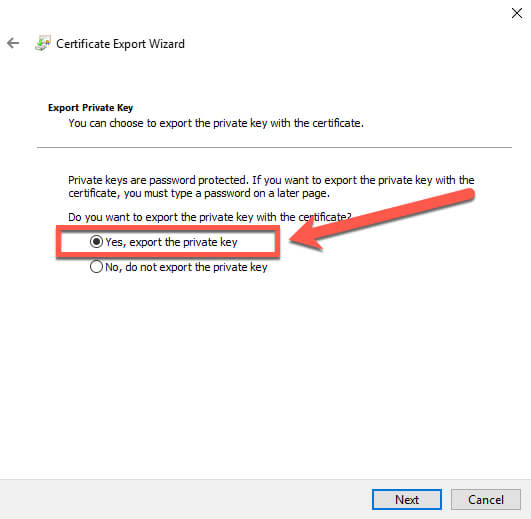 Certificate Export Wizard
Export Private Key
You can choose to export the private key with the certificate.
Private keys are password protected. If you want to export the private key with the
certificate, you must type a password on a later page.
Do you want to export the private key with the certificate?
Yes, export the private key
No, do not export the private key
Next
Cancel